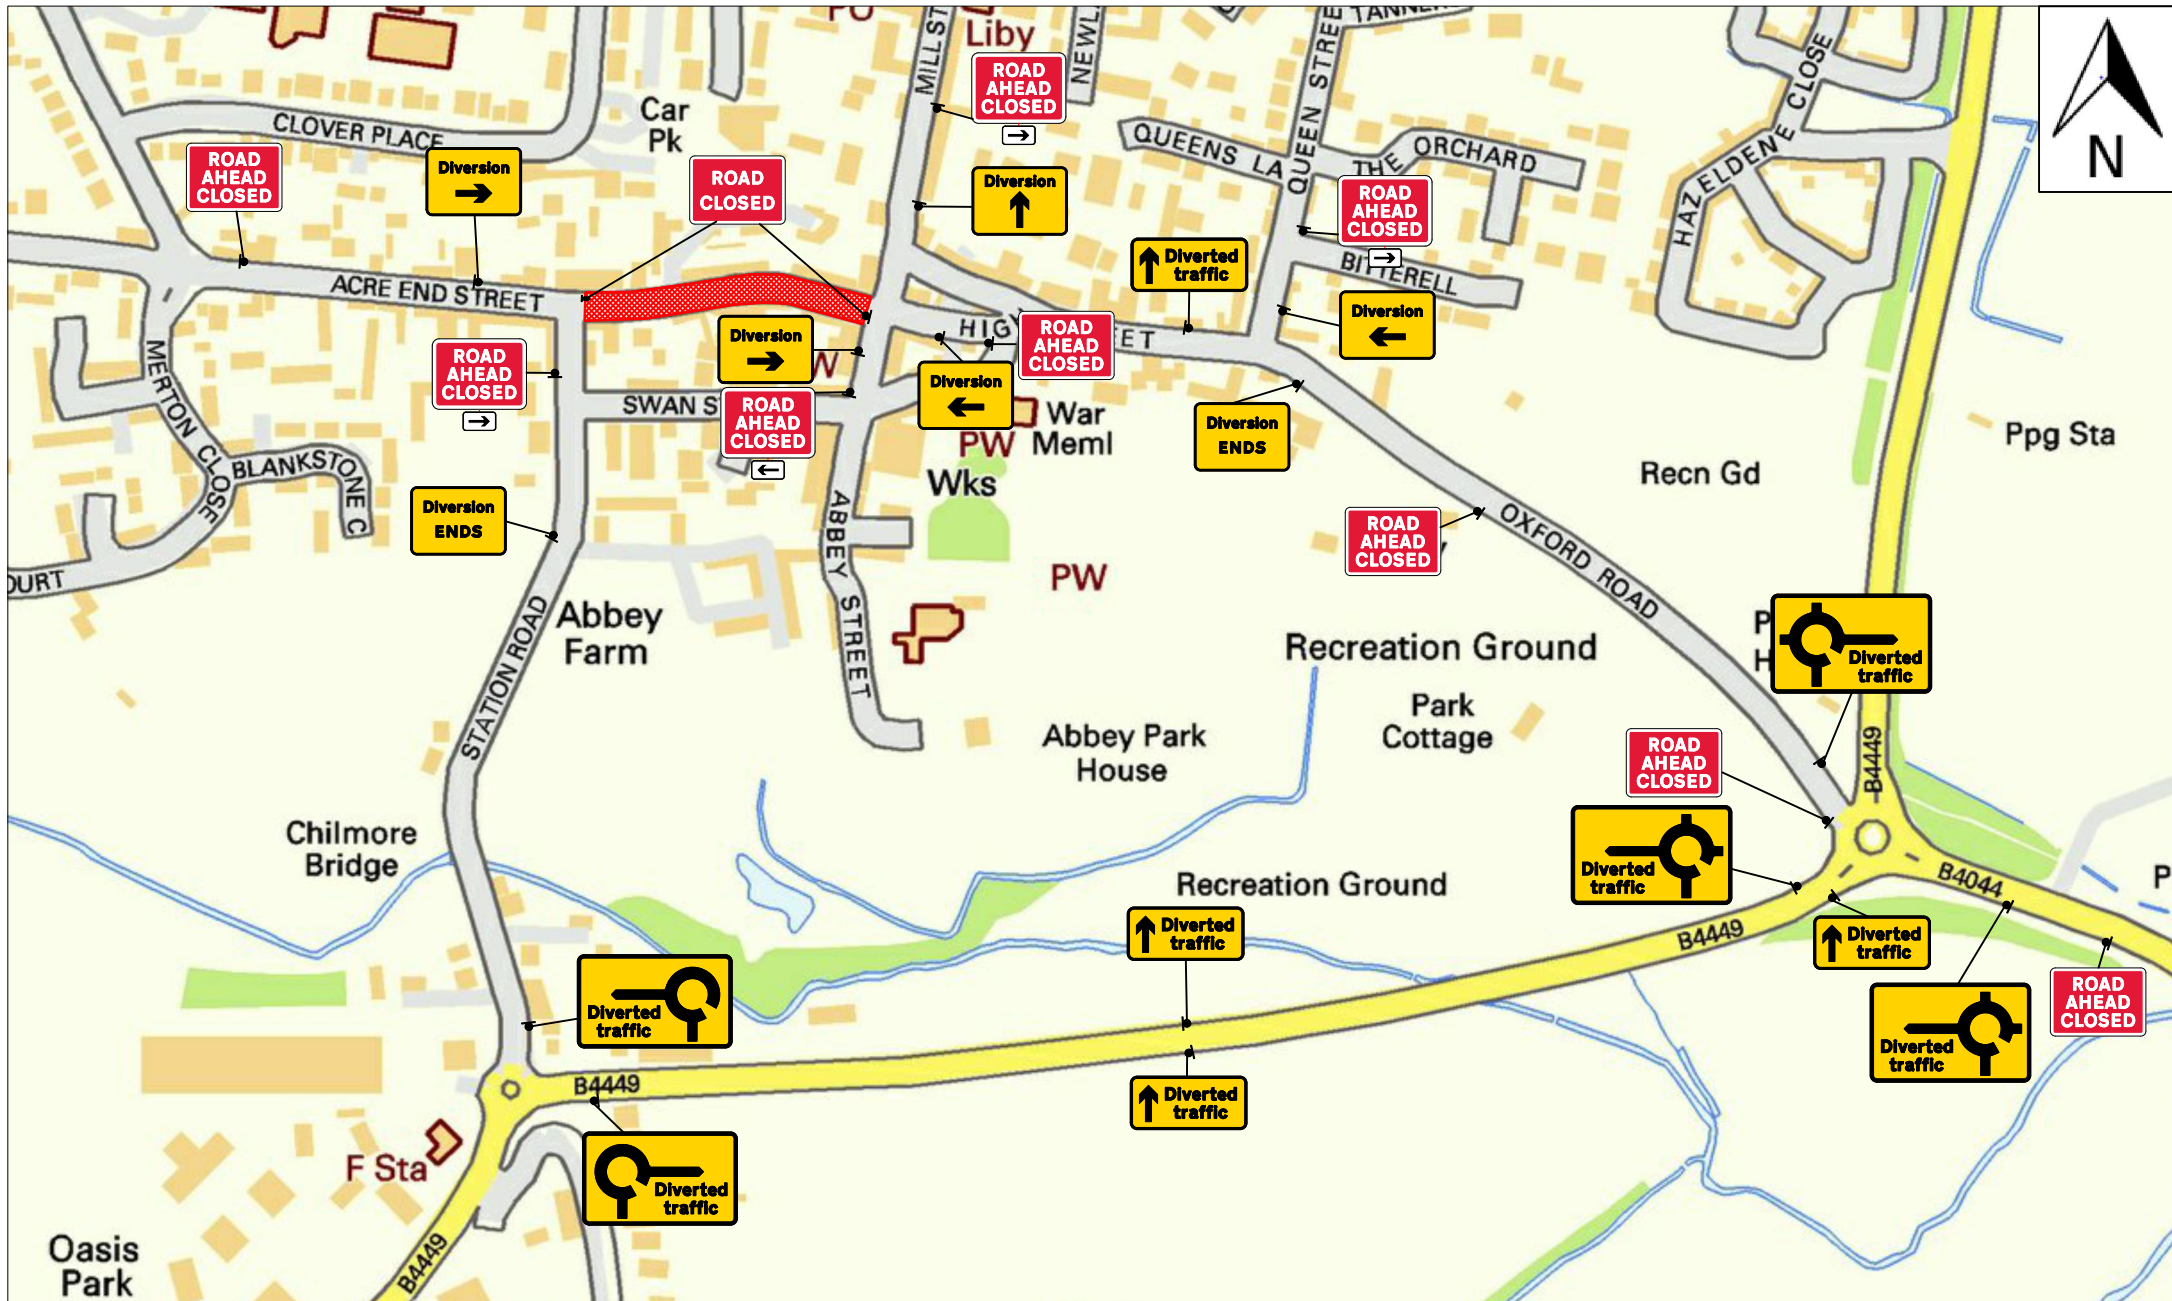 PO
Liby
MILL ST
NEWL
QUEEN STREE
TANNER
CLOVER PLACE
Car
Pk
ROAD
AHEAD
CLOSED
HAZELDENE CLOSE
N
ROAD
AHEAD
CLOSED
Diversion
ROAD
CLOSED
Diversion
QUEENS LA
THE ORCHARD
ROAD
AHEAD
CLOSED
Diverted
traffic
BITTERELL
ACRE END STREET
Diversion
HIG
EET
ROAD
AHEAD
CLOSED
Diversion
ROAD
AHEAD
CLOSED
W
MERTON CLOSE
SWAN S
ROAD
AHEAD
CLOSED
Diversion
War
Meml
PW
Wks
Diversion
ENDS
Ppg Sta
Recn Gd
BLANKSTONE C
Diversion
ENDS
ABBEY STREET
PW
ROAD
AHEAD
CLOSED
OXFORD ROAD
OURT
Abbey
Farm
STATION ROAD
Recreation Ground
P
H
Diverted
traffic
Park
Cottage
Abbey Park
House
ROAD
AHEAD
CLOSED
B4449
Chilmore
Bridge
Diverted
traffic
Recreation Ground
B4044
P
Diverted
traffic
B4449
Diverted
traffic
Diverted
traffic
Diverted
traffic
ROAD
AHEAD
CLOSED
B4449
Diverted
traffic
F Sta
Diverted
traffic
Oasis
Park
B4449